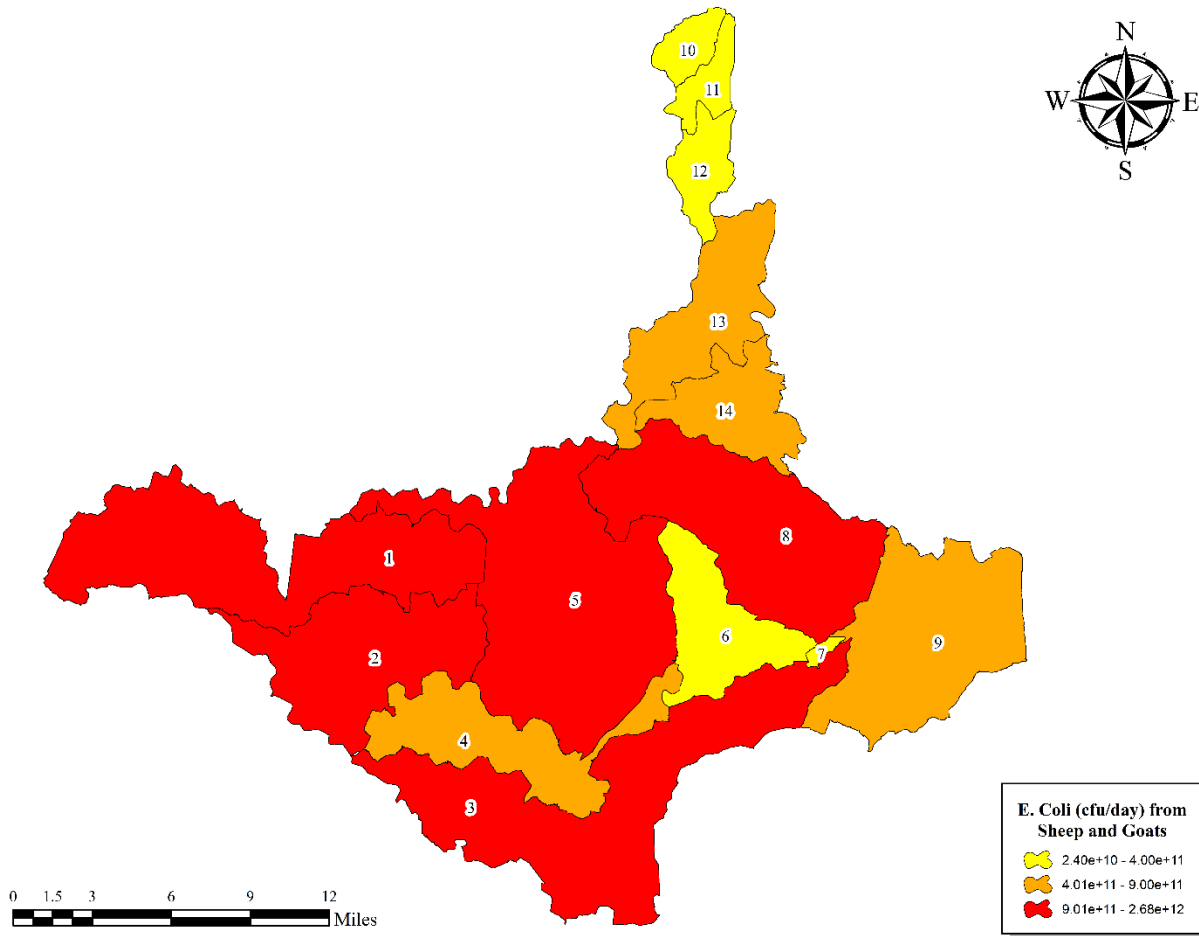 N
W E
S
10
11
12
13
14
1
8
5
6
2
7
9
4
3
E. Coli (cfu/day) from
Sheep and Goats
2.40e+10 - 4.00e+11
4.01e+11 - 9.00e+11
9.01e+11 - 2.68e+12
0 1.5 3 6 9 12
Miles